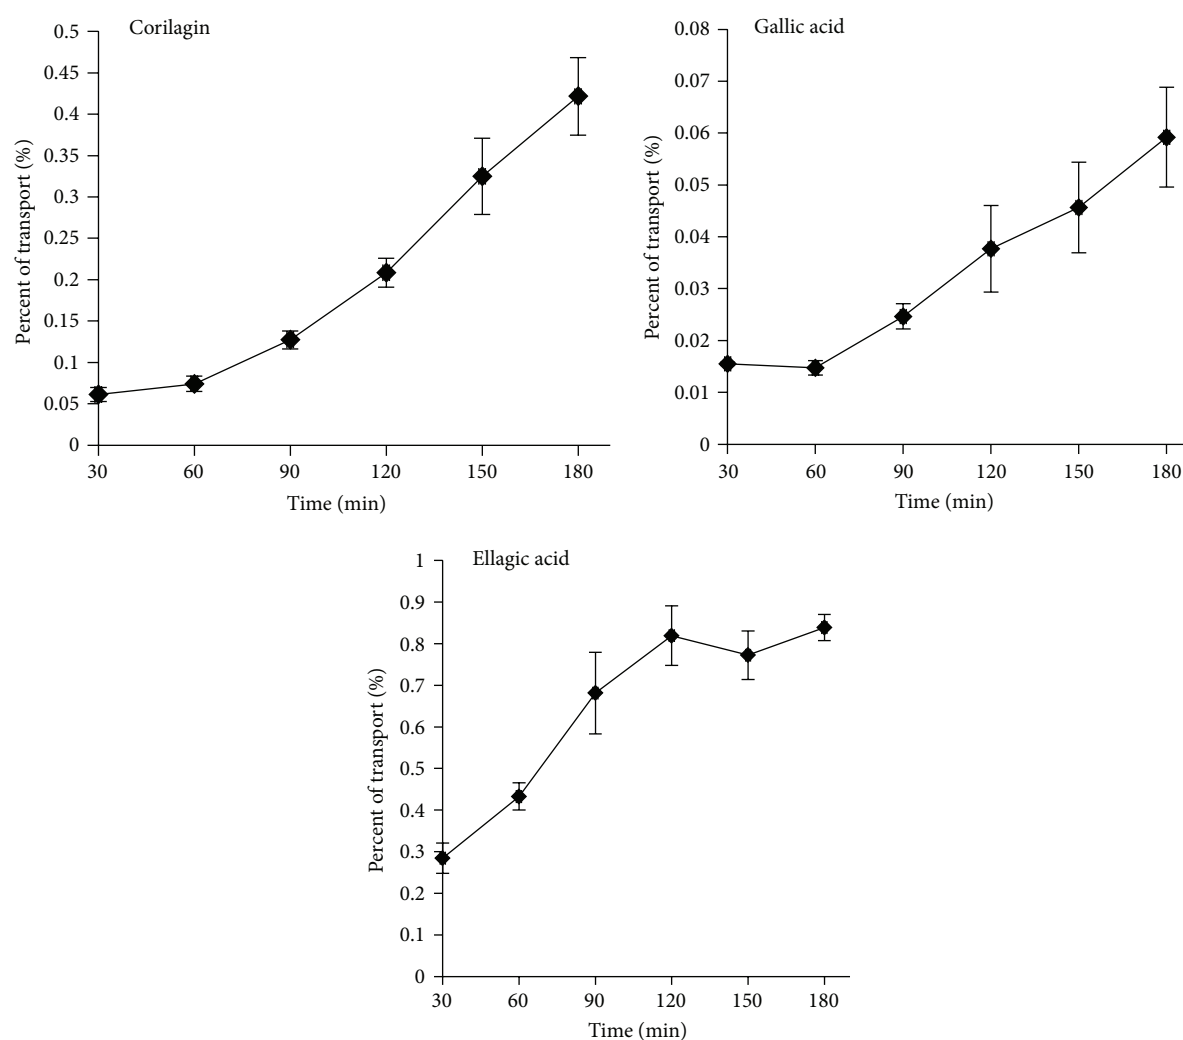 Corilagin
0.5
0.45
0.4
0.35
0.3
0.25
0.2
0.15
0.1
0.05
0
Percent of transport (%)
30 60 90 120 150 180
Time (min)
Gallic acid
0.08
0.07
0.06
0.05
0.04
0.03
0.02
0.01
0
Percent of transport (%)
30 60 90 120 150 180
Time (min)
Ellagic acid
1
0.9
0.8
0.7
0.6
0.5
0.4
0.3
0.2
0.1
0
Percent of transport (%)
30 60 90 120 150 180
Time (min)